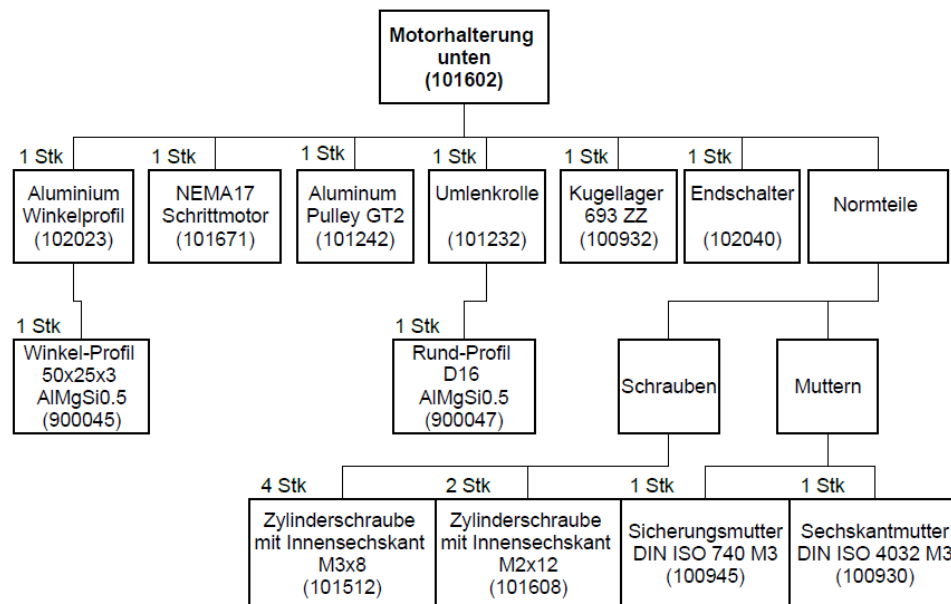 Motorhalterung
unten
(101602)
1 Stk
1 Stk
1 Stk
1 Stk
1 Stk
1 Stk
Aluminium
Winkelprofil
(102023)
NEMA17
Schrittmotor
(101671)
Aluminum
Pulley GT2
(101242)
Umlenkrolle
(101232)
Kugellager
693 ZZ
(100932)
Endschalter
(102040)
Normteile
1 Stk
1 Stk
Winkel-Profil
50x25x3
AlMgSi0.5
(900045)
Rund-Profil
D16
AlMgSi0.5
(900047)
Schrauben
Muttern
4 Stk
2 Stk
1 Stk
1 Stk
Zylinderschraube
mit Innensechskant
M3x8
(101512)
Zylinderschraube
mit Innensechskant
M2x12
(101608)
Sicherungsmutter
DIN ISO 740 M3
(100945)
Sechskantmutter
DIN ISO 4032 M3
(100930)